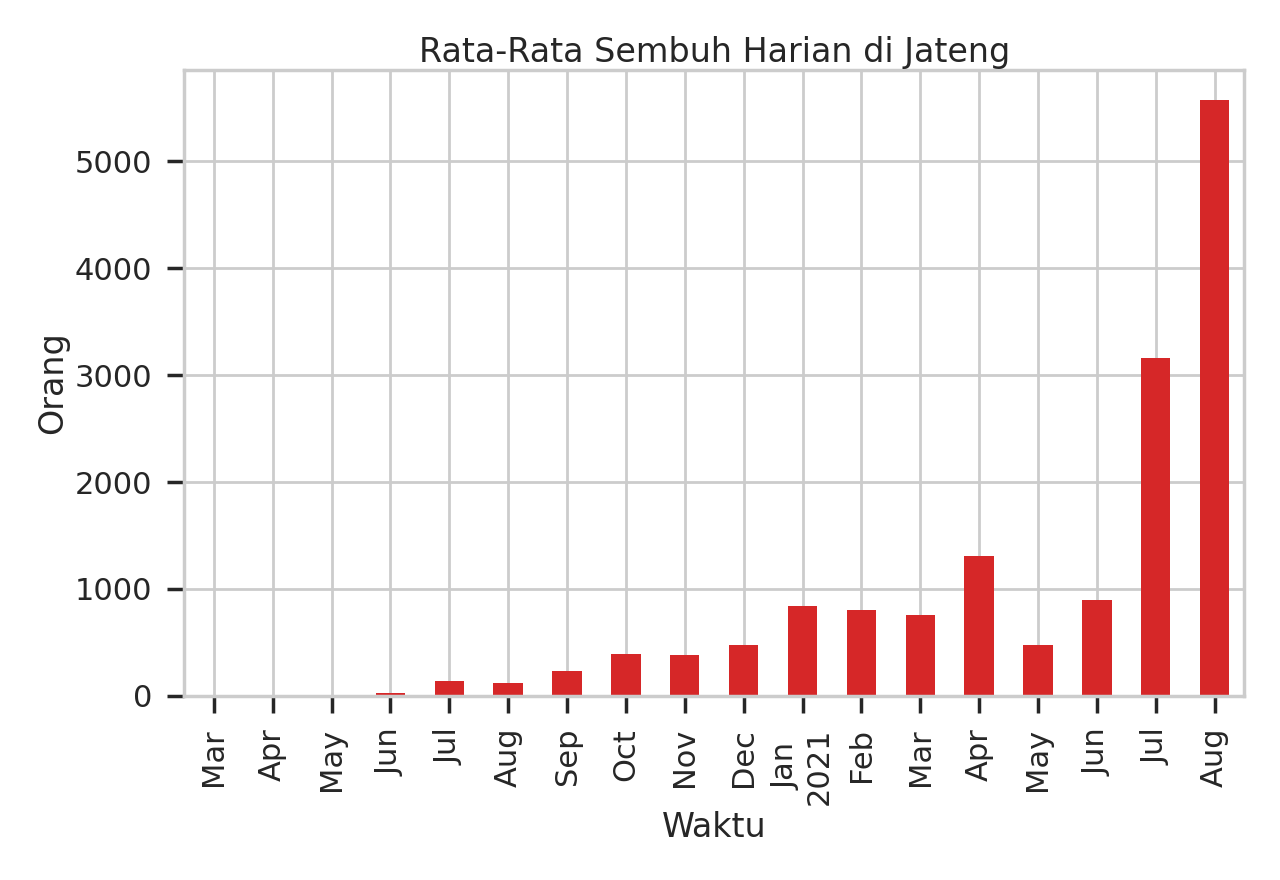 Rata-Rata Sembuh Harian di Jateng
Orang
5000
4000
3000
2000
1000
0
Mar
Apr
May
Jun
Jul
Aug
Sep
Oct
Nov
Dec
Jan
2021
Feb
Mar
Apr
May
Jun
Jul
Aug
Waktu